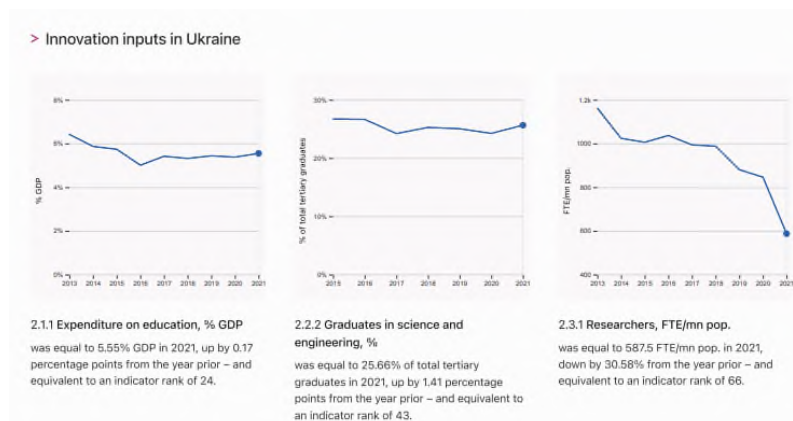 > Innovation inputs in Ukraine
% GDP
8%
6%
4%
2%
0%
2013 2014 2015 2016 2017 2018 2019 2020 2021
2.1.1 Expenditure on education, % GDP
was equal to 5.55% GDP in 2021, up by 0.17
percentage points from the year prior – and
equivalent to an indicator rank of 24.
% of total tertiary graduates
30%
20%
10%
0%
2015 2016 2017 2018 2019 2020 2021
2.2.2 Graduates in science and
engineering, %
was equal to 25.66% of total tertiary
graduates in 2021, up by 1.41 percentage
points from the year prior – and equivalent to
an indicator rank of 43.
FTE/mn pop.
1.2k
1000
800
600
400
2013 2014 2015 2016 2017 2018 2019 2020 2021
2.3.1 Researchers, FTE/mn pop.
was equal to 587.5 FTE/mn pop. in 2021,
down by 30.58% from the year prior – and
equivalent to an indicator rank of 66.